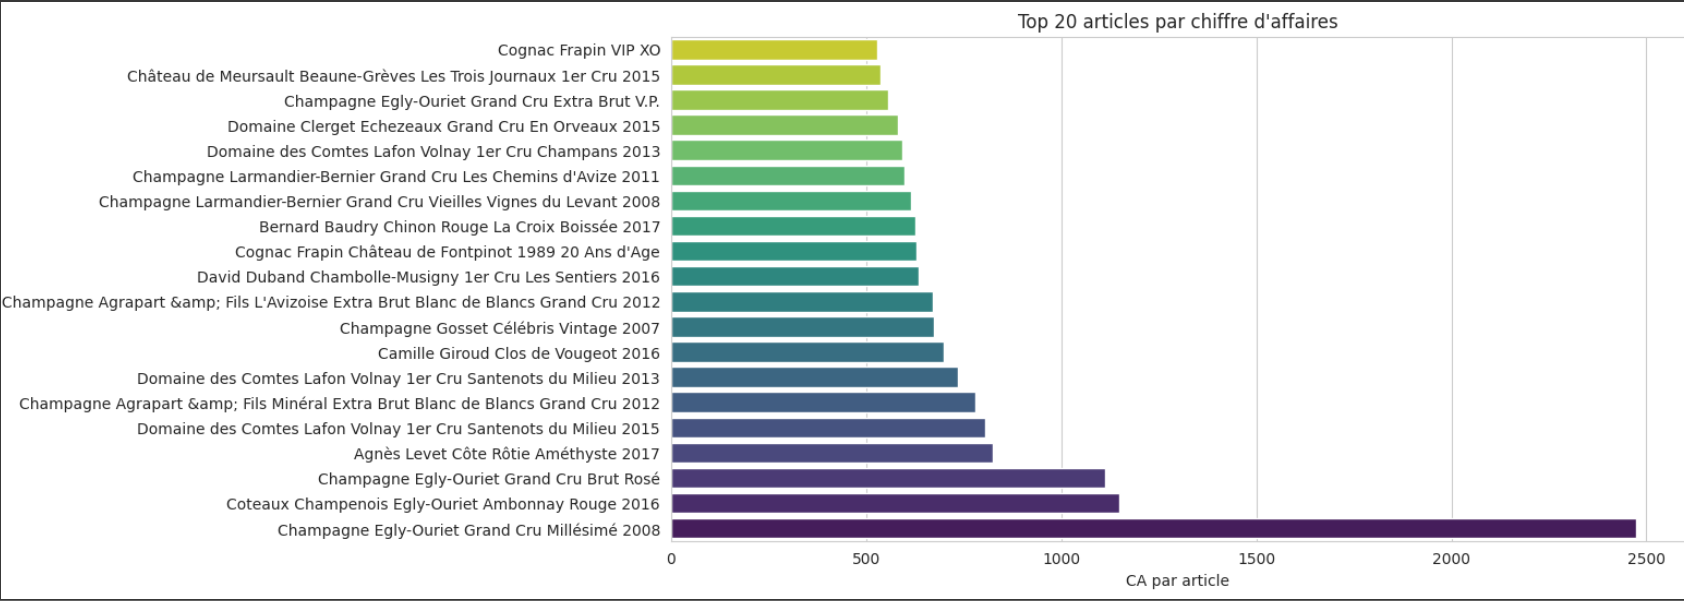 Top 20 articles par chiffre d'affaires
Cognac Frapin VIP XO
Château de Meursault Beaune-Grèves Les Trois Journaux 1er Cru 2015
Champagne Egly-Ouriet Grand Cru Extra Brut V.P.
Domaine Clerget Echezeaux Grand Cru En Orveaux 2015
Domaine des Comtes Lafon Volnay 1er Cru Champans 2013
Champagne Larmandier-Bernier Grand Cru Les Chemins d'Avize 2011
Champagne Larmandier-Bernier Grand Cru Vieilles Vignes du Levant 2008
Bernard Baudry Chinon Rouge La Croix Boissée 2017
Cognac Frapin Château de Fontpinot 1989 20 Ans d'Age
David Duband Chambolle-Musigny 1er Cru Les Sentiers 2016
Champagne Agrapart &amp; Fils L'Avizoise Extra Brut Blanc de Blancs Grand Cru 2012
Champagne Gosset Célébris Vintage 2007
Camille Giroud Clos de Vougeot 2016
Domaine des Comtes Lafon Volnay 1er Cru Santenots du Milieu 2013
Champagne Agrapart &amp; Fils Minéral Extra Brut Blanc de Blancs Grand Cru 2012
Domaine des Comtes Lafon Volnay 1er Cru Santenots du Milieu 2015
Agnès Levet Côte Rôtie Améthyste 2017
Champagne Egly-Ouriet Grand Cru Brut Rosé
Coteaux Champenois Egly-Ouriet Ambonnay Rouge 2016
Champagne Egly-Ouriet Grand Cru Millésimé 2008
0 500 1000 1500 2000 2500
CA par article